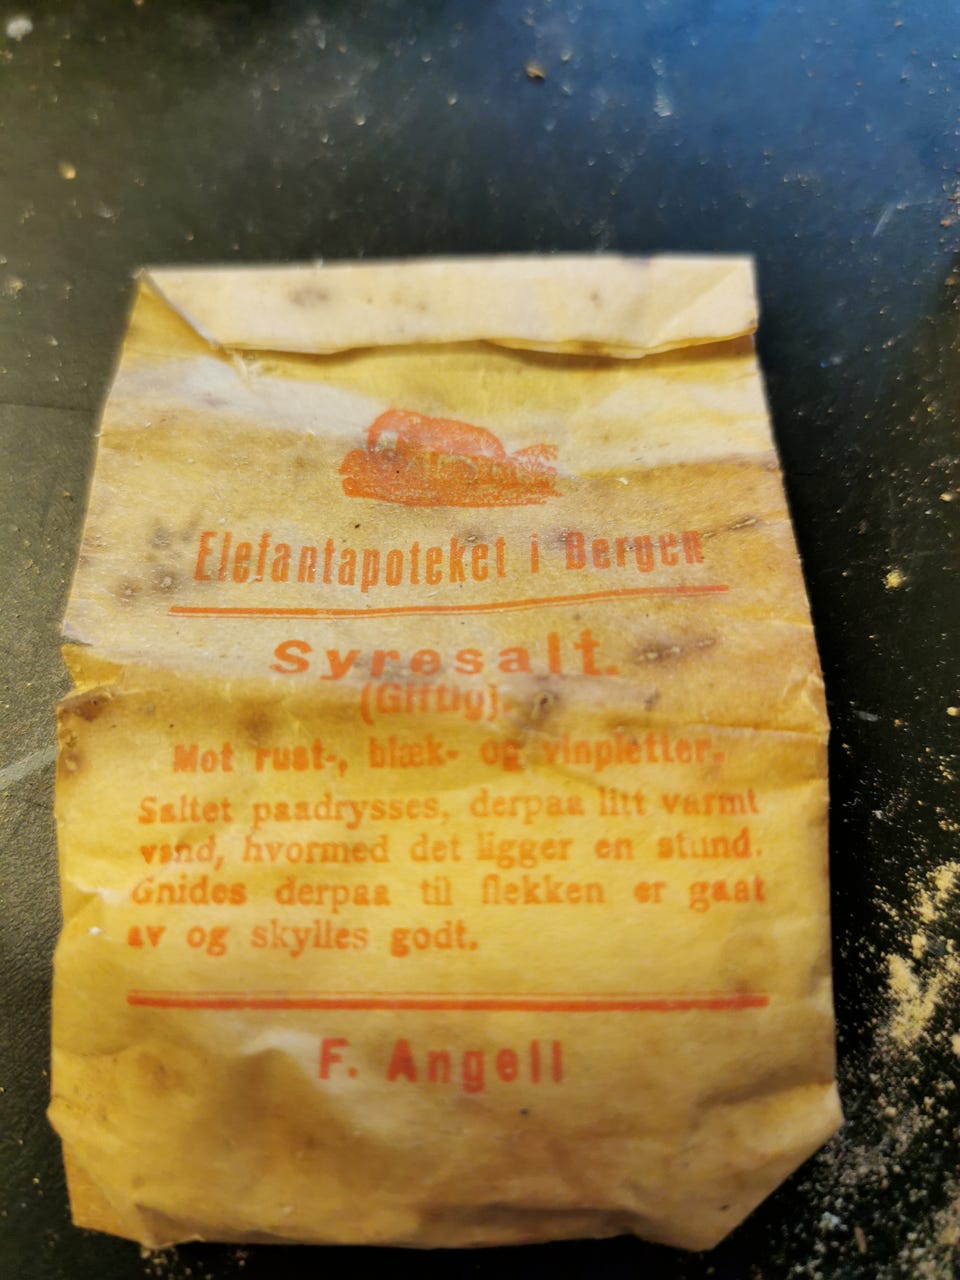 Elefantapoteket i Bergen
Syresalt.
(Giftig).
Mot rust-, blæk- og vinpletter.
Saltet paadrysses, derpaa litt varmt
vand, hvormed det ligger en stund.
Gnides derpaa til flekken er gaat
av og skylles godt.
F. Angell